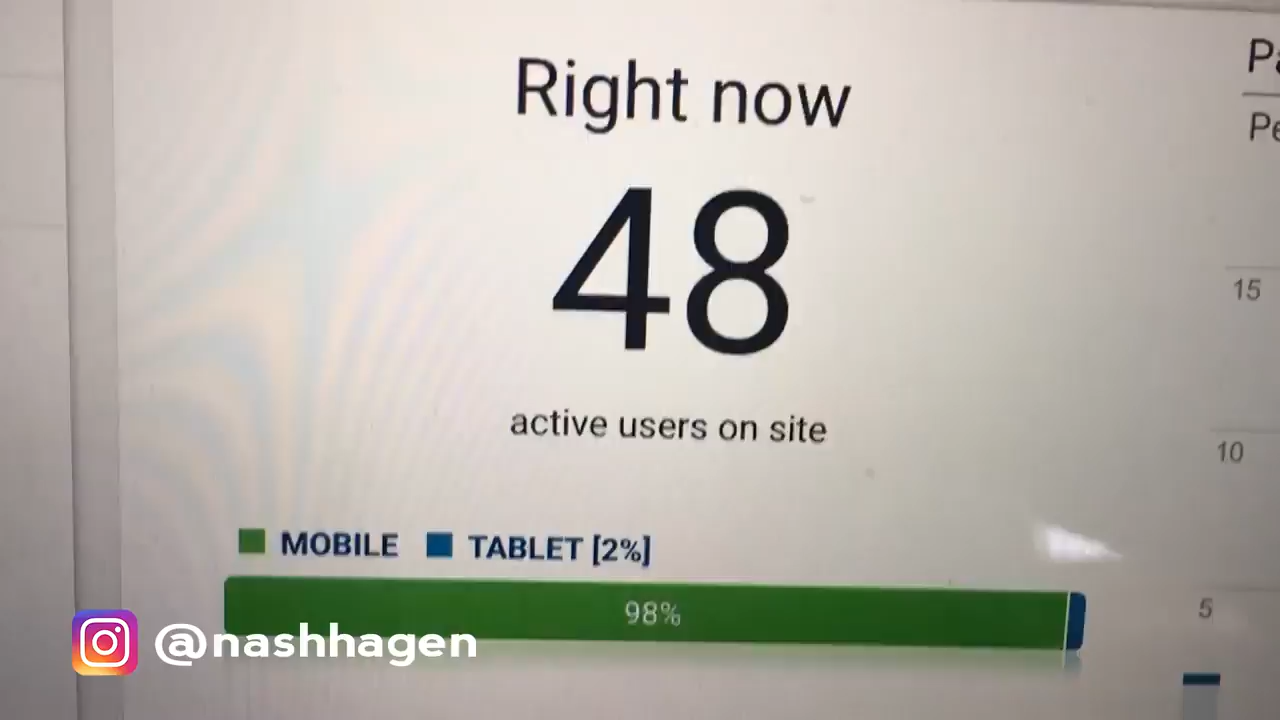 Right now
48
active users on site
MOBILE TABLET [2%]
98%
@nashhagen
15
10
5